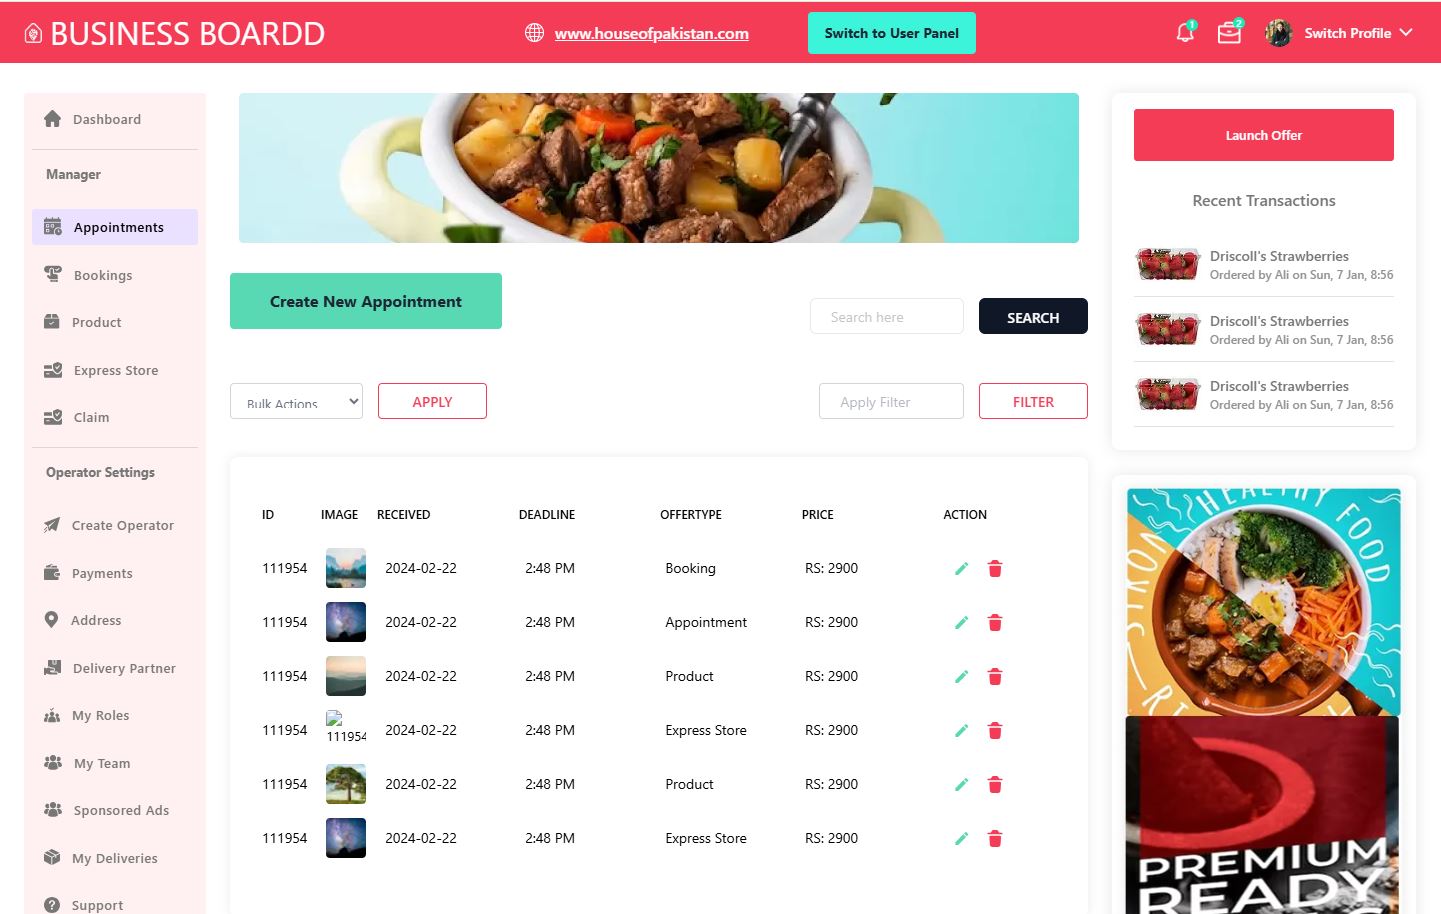 BUSINESS BOARDD
www.houseofpakistan.com
Switch to User Panel
1
2
Switch Profile
Dashboard
Manager
Appointments
Bookings
Product
Express Store
Claim
Operator Settings
Create Operator
Payments
Address
Delivery Partner
My Roles
My Team
Sponsored Ads
My Deliveries
Support
Create New Appointment
Search here
SEARCH
Bulk Actions
APPLY
Apply Filter
FILTER
ID IMAGE RECEIVED DEADLINE OFFERTYPE PRICE ACTION
111954 2024-02-22 2:48 PM Booking RS: 2900
111954 2024-02-22 2:48 PM Appointment RS: 2900
111954 2024-02-22 2:48 PM Product RS: 2900
111954 111954 2024-02-22 2:48 PM Express Store RS: 2900
111954 2024-02-22 2:48 PM Product RS: 2900
111954 2024-02-22 2:48 PM Express Store RS: 2900
Launch Offer
Recent Transactions
Driscoll's Strawberries
Ordered by Ali on Sun, 7 Jan, 8:56
Driscoll's Strawberries
Ordered by Ali on Sun, 7 Jan, 8:56
Driscoll's Strawberries
Ordered by Ali on Sun, 7 Jan, 8:56
HEALTHY FOOD
PREMIUM
READY